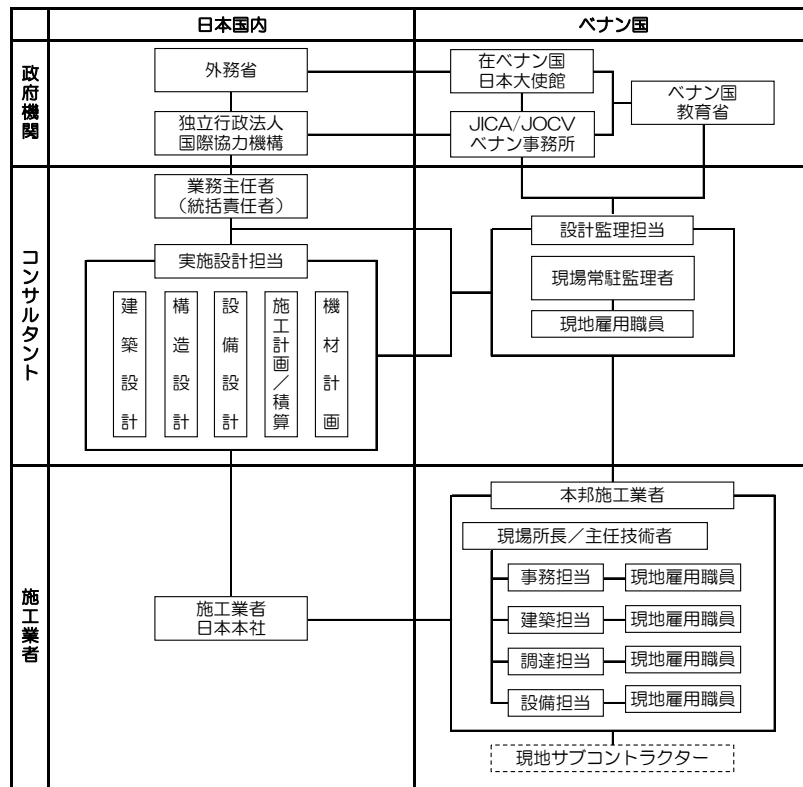 日本国内
ベナン国
政府機関
外務省
在ベナン国
日本大使館
ベナン国
教育省
独立行政法人
国際協力機構
JICA/JOCV
ベナン事務所
コンサルタント
業務主任者
（統括責任者）
設計監理担当
実施設計担当
現場常駐監理者
現地雇用職員
建築設計
構造設計
設備設計
施工計画／積算
機材計画
施工業者
本邦施工業者
現場所長／主任技術者
事務担当
現地雇用職員
施工業者
日本本社
建築担当
現地雇用職員
調達担当
現地雇用職員
設備担当
現地雇用職員
現地サブコントラクター